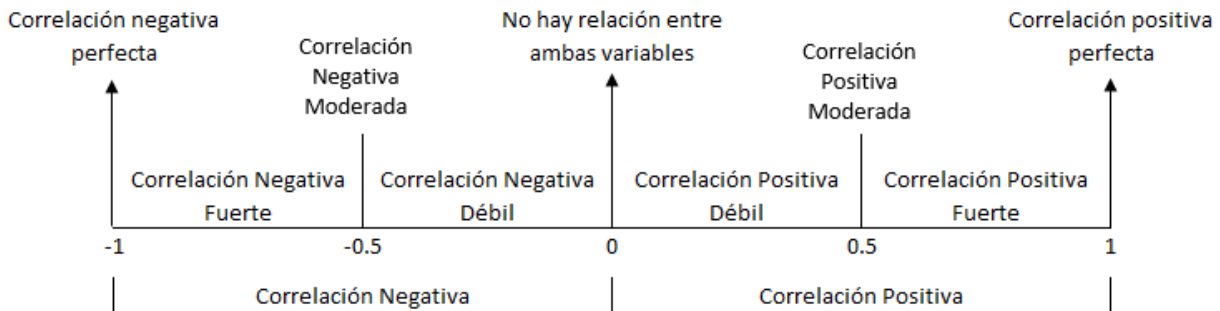 Correlación negativa
perfecta
Correlación
Negativa
Moderada
No hay relación entre
ambas variables
Correlación
Positiva
Moderada
Correlación positiva
perfecta
Correlación Negativa
Fuerte
Correlación Negativa
Débil
Correlación Positiva
Débil
Correlación Positiva
Fuerte
-1
-0.5
0
0.5
1
Correlación Negativa
Correlación Positiva